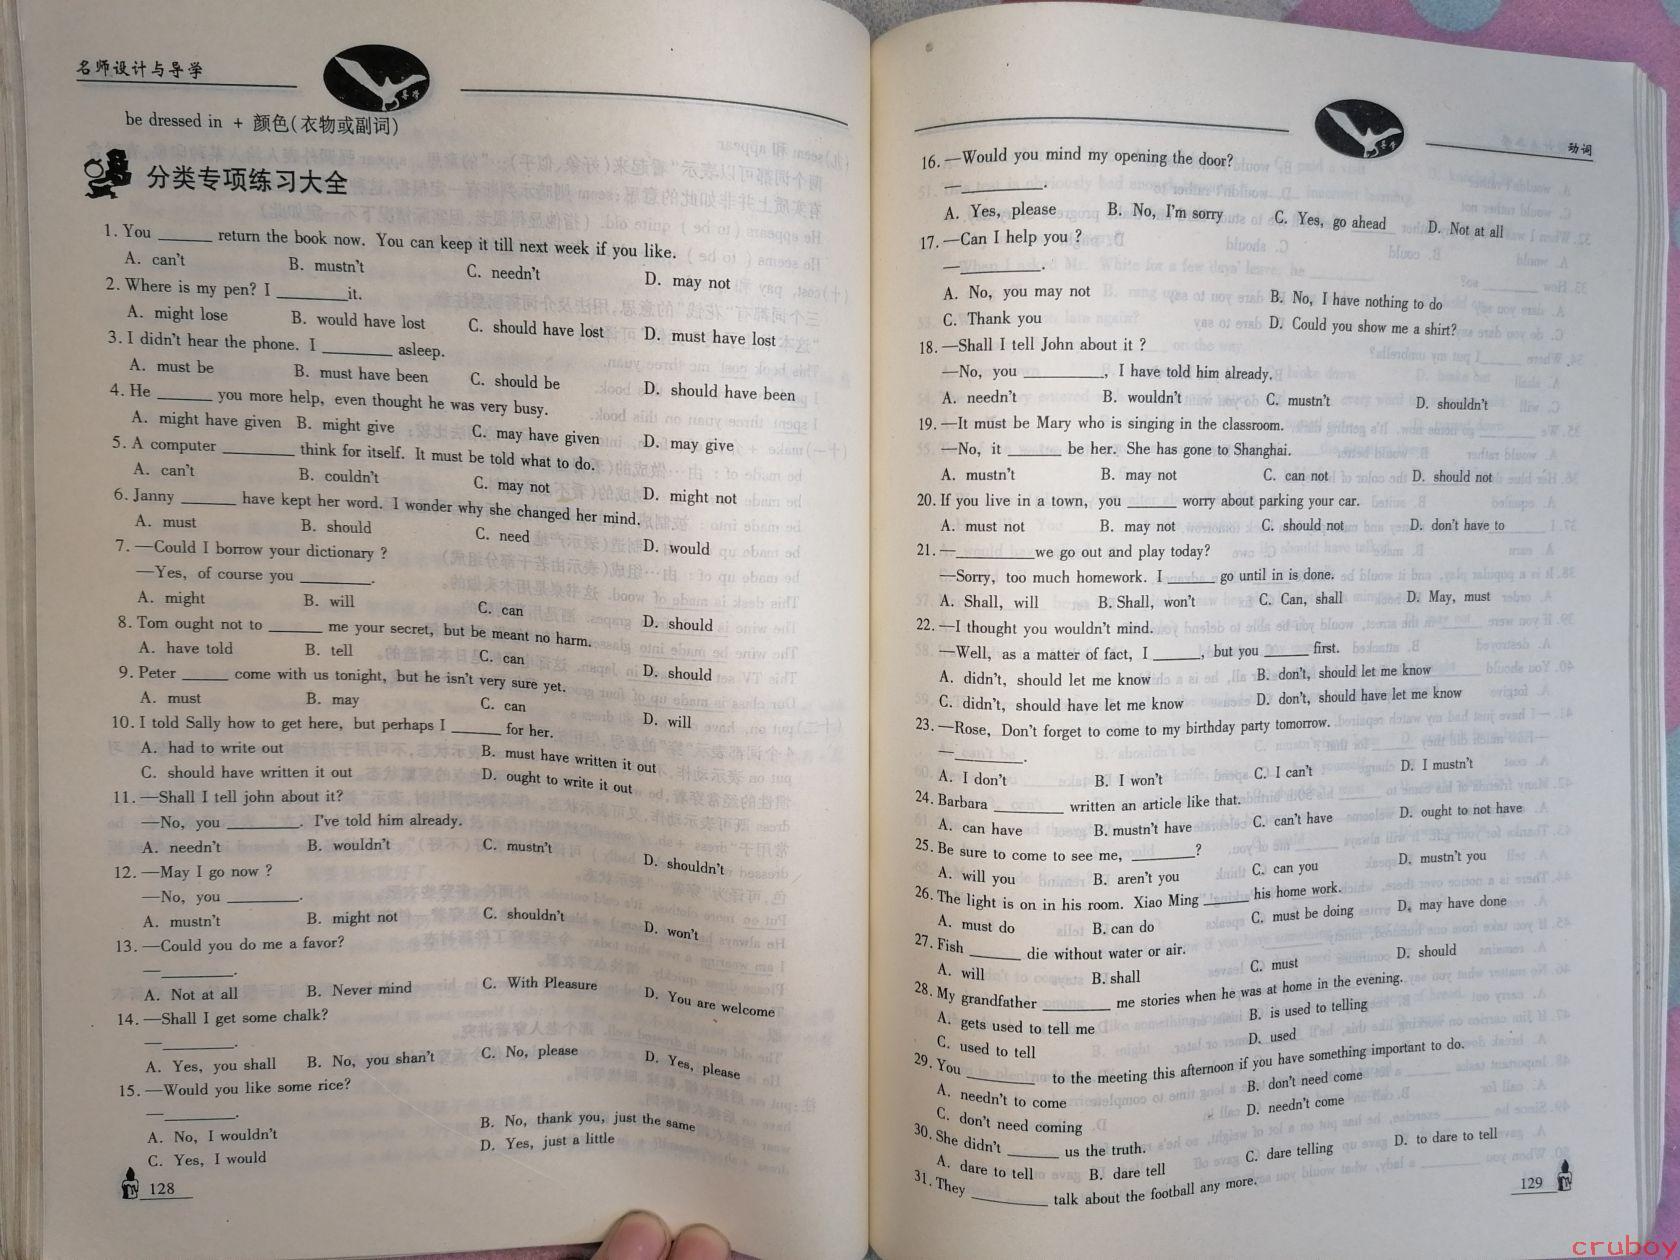 名师设计与导学
导学
be dressed in + 颜色(衣物或副词)
分类专项练习大全
1. You ______ return the book now. You can keep it till next week if you like.
A. can't B. mustn't C. needn't D. may not
2. Where is my pen? I ________it.
A. might lose B. would have lost C. should have lost D. must have lost
3. I didn't hear the phone. I ________ asleep.
A. must be B. must have been C. should be D. should have been
4. He ______ you more help, even thought he was very busy.
A. might have given B. might give C. may have given D. may give
5. A computer ________ think for itself. It must be told what to do.
A. can't B. couldn't C. may not D. might not
6. Janny ______ have kept her word. I wonder why she changed her mind.
A. must B. should C. need D. would
7. —Could I borrow your dictionary ?
—Yes, of course you ________.
A. might B. will C. can D. should
8. Tom ought not to ______ me your secret, but be meant no harm.
A. have told B. tell C. can D. should
9. Peter _____ come with us tonight, but he isn't very sure yet.
A. must B. may C. can D. will
10. I told Sally how to get here, but perhaps I ______ for her.
A. had to write out B. must have written it out
C. should have written it out D. ought to write it out
11. —Shall I tell john about it?
—No, you ________. I've told him already.
A. needn't B. wouldn't C. mustn't D. shouldn't
12. —May I go now ?
—No, you ________.
A. mustn't B. might not C. shouldn't D. won't
13. —Could you do me a favor?
—________.
A. Not at all B. Never mind C. With Pleasure D. You are welcome
14. —Shall I get some chalk?
—________.
A. Yes, you shall B. No, you shan't C. No, please D. Yes, please
15. —Would you like some rice?
—________.
A. No, I wouldn't B. No, thank you, just the same
C. Yes, I would D. Yes, just a little
128
动词
导学
16. —Would you mind my opening the door?
—________.
A. Yes, please B. No, I'm sorry C. Yes, go ahead D. Not at all
17. —Can I help you ?
—________.
A. No, you may not B. No, I have nothing to do
C. Thank you D. Could you show me a shirt?
18. —Shall I tell John about it ?
—No, you ________, I have told him already.
A. needn't B. wouldn't C. mustn't D. shouldn't
19. —It must be Mary who is singing in the classroom.
—No, it ______ be her. She has gone to Shanghai.
A. mustn't B. may not C. can not D. should not
20. If you live in a town, you ______ worry about parking your car.
A. must not B. may not C. should not D. don't have to
21. —________we go out and play today?
—Sorry, too much homework. I ______ go until in is done.
A. Shall, will B. Shall, won't C. Can, shall D. May, must
22. —I thought you wouldn't mind.
—Well, as a matter of fact, I ______, but you ______ first.
A. didn't, should let me know B. don't, should let me know
C. didn't, should have let me know D. don't, should have let me know
23. —Rose, Don't forget to come to my birthday party tomorrow.
—________.
A. I don't B. I won't C. I can't D. I mustn't
24. Barbara ________ written an article like that.
A. can have B. mustn't have C. can't have D. ought to not have
25. Be sure to come to see me, ________?
A. will you B. aren't you C. can you D. mustn't you
26. The light is on in his room. Xiao Ming ______ his home work.
A. must do B. can do C. must be doing D. may have done
27. Fish ______ die without water or air.
A. will B. shall C. must D. should
28. My grandfather ________ me stories when he was at home in the evening.
A. gets used to tell me B. is used to telling
C. used to tell D. used
29. You ________ to the meeting this afternoon if you have something important to do.
A. needn't to come B. don't need come
C. don't need coming D. needn't come
30. She didn't ______ us the truth.
A. dare to tell B. dare tell C. dare telling D. to dare to tell
31. They ________ talk about the football any more.
129
cruboy